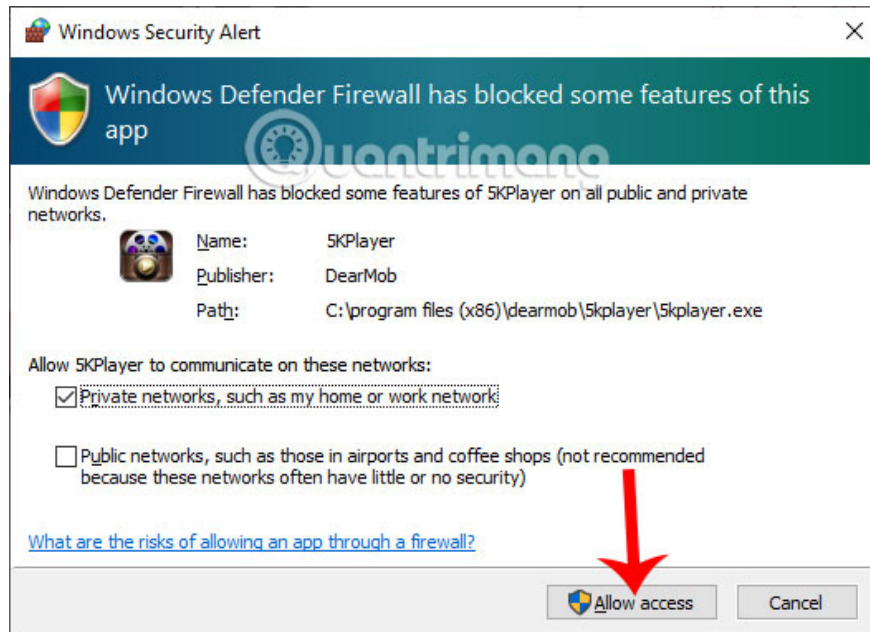 Windows Security Alert
Windows Defender Firewall has blocked some features of this
app
Quantrimang
Windows Defender Firewall has blocked some features of 5KPlayer on all public and private
networks.
Name: 5KPlayer
Publisher: DearMob
Path: C:\program files (x86)\dearmob\5kplayer\5kplayer.exe
Allow 5KPlayer to communicate on these networks:
Private networks, such as my home or work network
Public networks, such as those in airports and coffee shops (not recommended
because these networks often have little or no security)
What are the risks of allowing an app through a firewall?
Allow access Cancel